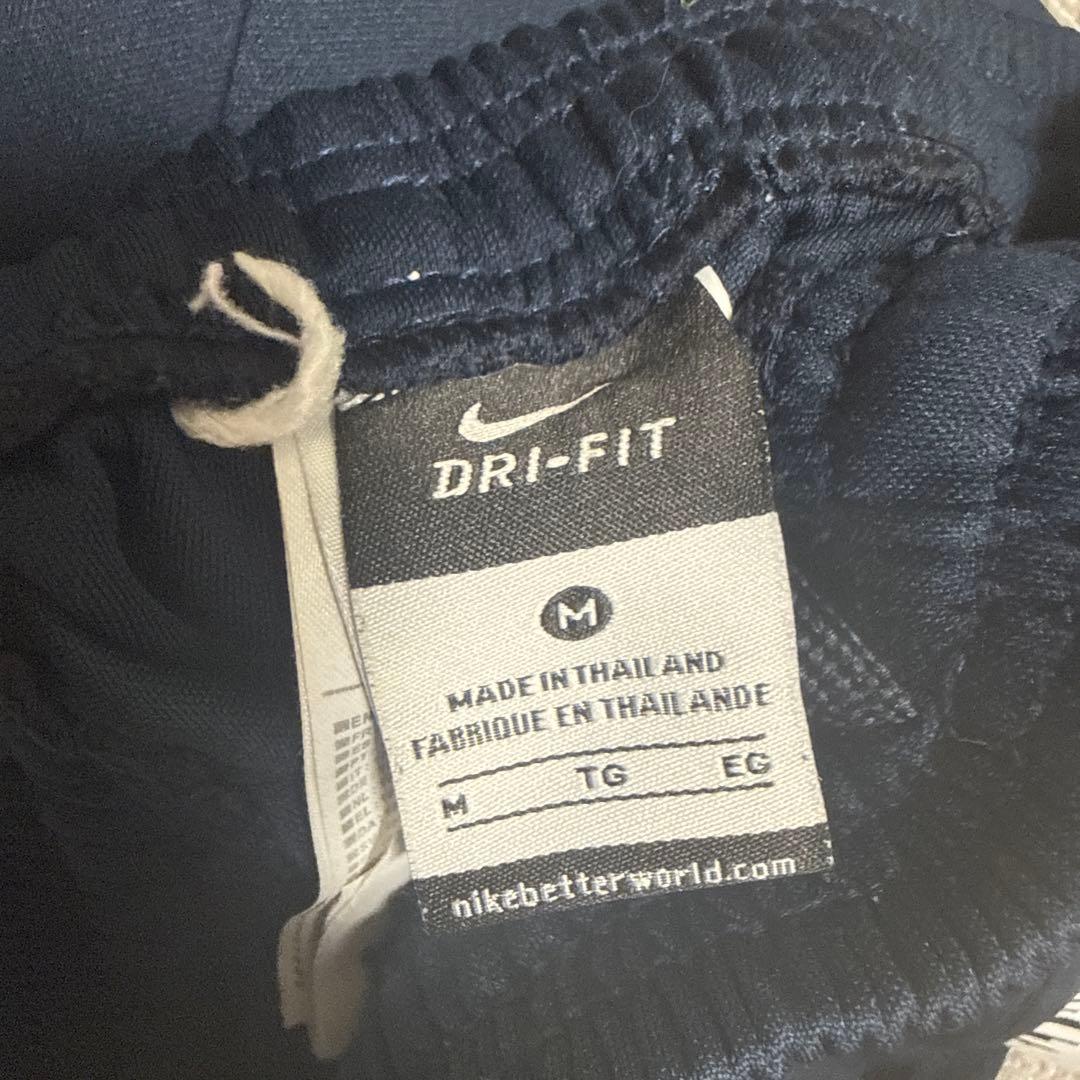 DRI-FIT
M
MADE IN THAILAND
FABRIQUE EN THAILANDE
M TG EG
nikebetterworld.com